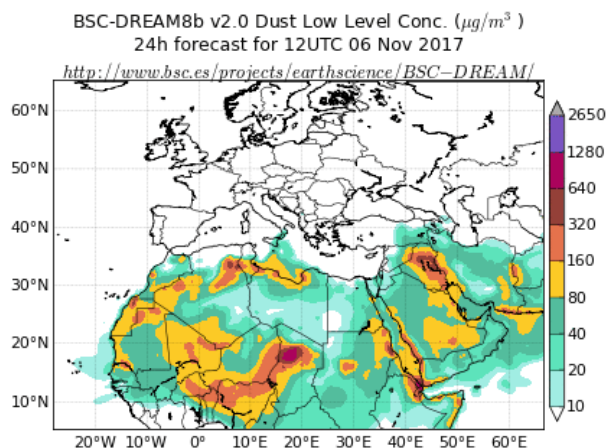 BSC-DREAM8b v2.0 Dust Low Level Conc. (μg/m³ )
24h forecast for 12UTC 06 Nov 2017
http://www.bsc.es/projects/earthscience/BSC−DREAM/
60°N
50°N
40°N
30°N
20°N
10°N
20°W 10°W 0° 10°E 20°E 30°E 40°E 50°E 60°E
2650
1280
640
320
160
80
40
20
10